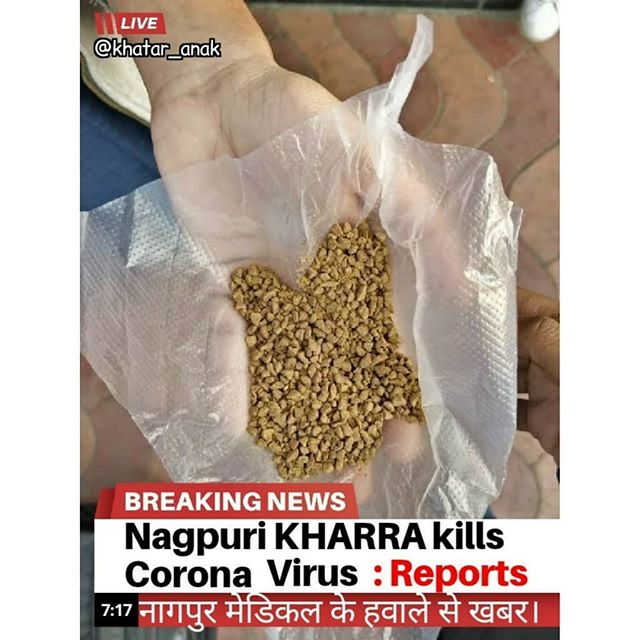 LIVE
@khatar_anak
BREAKING NEWS
Nagpuri KHARRA kills
Corona Virus : Reports
7:17 नागपुर मेडिकल के हवाले से खबर।